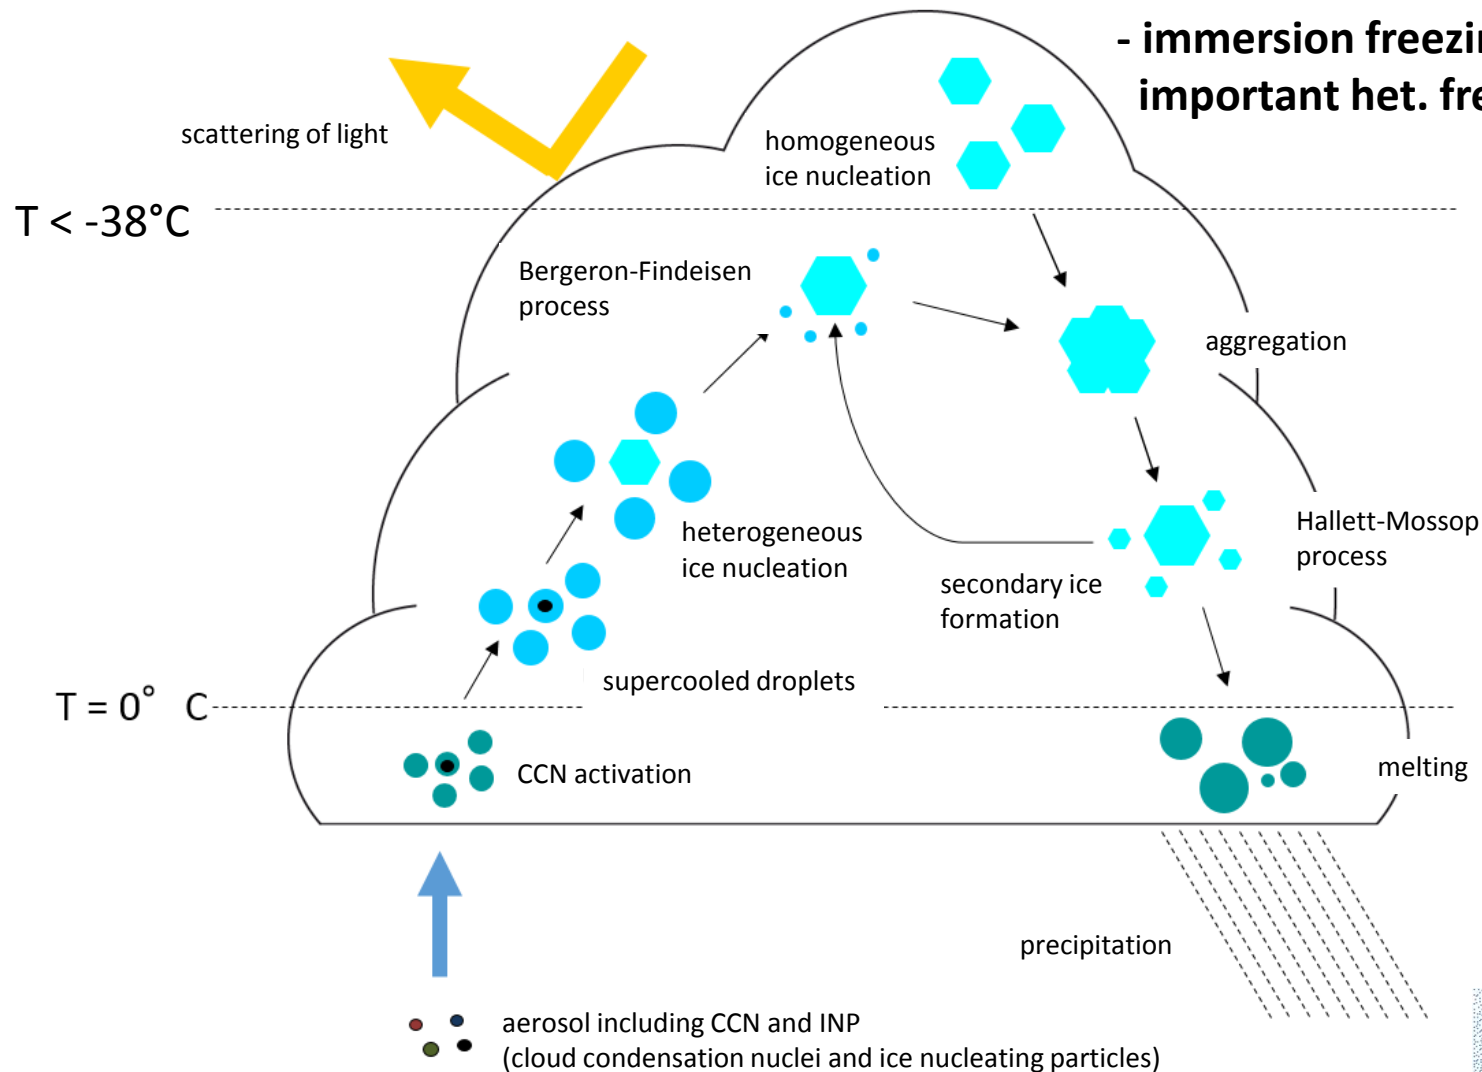 - immersion freezi
important het. fre
scattering of light
homogeneous
ice nucleation
T < -38°C
Bergeron-Findeisen
process
aggregation
heterogeneous
ice nucleation
Hallett-Mossop
process
secondary ice
formation
supercooled droplets
T = 0° C
CCN activation
melting
precipitation
aerosol including CCN and INP
(cloud condensation nuclei and ice nucleating particles)